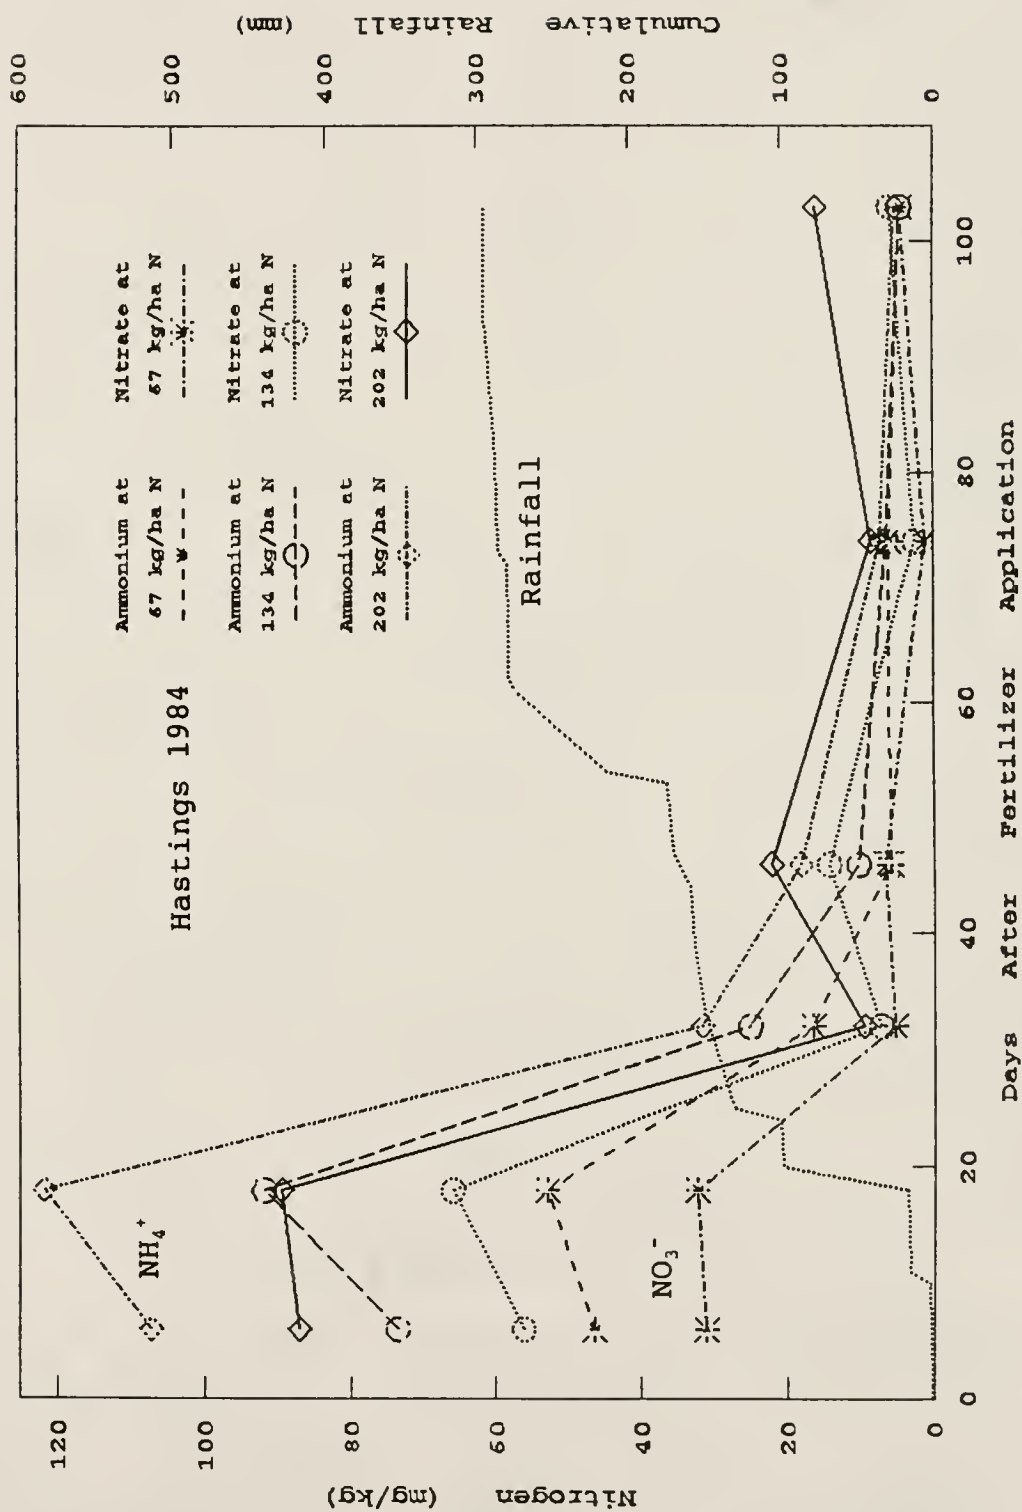 Hastings 1984
Ammonium at
67 kg/ha N
Ammonium at
134 kg/ha N
Ammonium at
202 kg/ha N
Nitrate at
67 kg/ha N
Nitrate at
134 kg/ha N
Nitrate at
202 kg/ha N
NH₄⁺
NO₃⁻
Rainfall
Nitrogen (mg/kg)
120
100
80
60
40
20
0
Cumulative Rainfall (mm)
600
500
400
300
200
100
0
0 20 40 60 80 100
Days After Fertilizer Application